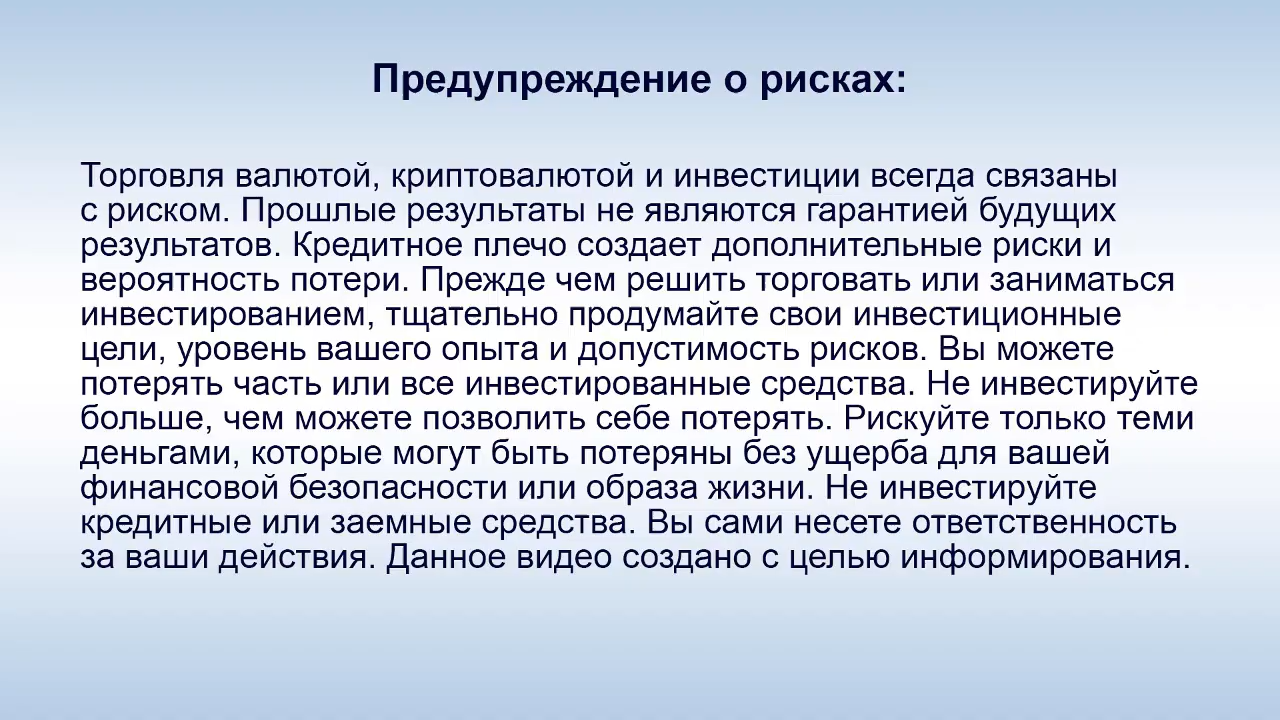 Предупреждение о рисках:
Торговля валютой, криптовалютой и инвестиции всегда связаны
с риском. Прошлые результаты не являются гарантией будущих
результатов. Кредитное плечо создает дополнительные риски и
вероятность потери. Прежде чем решить торговать или заниматься
инвестированием, тщательно продумайте свои инвестиционные
цели, уровень вашего опыта и допустимость рисков. Вы можете
потерять часть или все инвестированные средства. Не инвестируйте
больше, чем можете позволить себе потерять. Рискуйте только теми
деньгами, которые могут быть потеряны без ущерба для вашей
финансовой безопасности или образа жизни. Не инвестируйте
кредитные или заемные средства. Вы сами несете ответственность
за ваши действия. Данное видео создано с целью информирования.